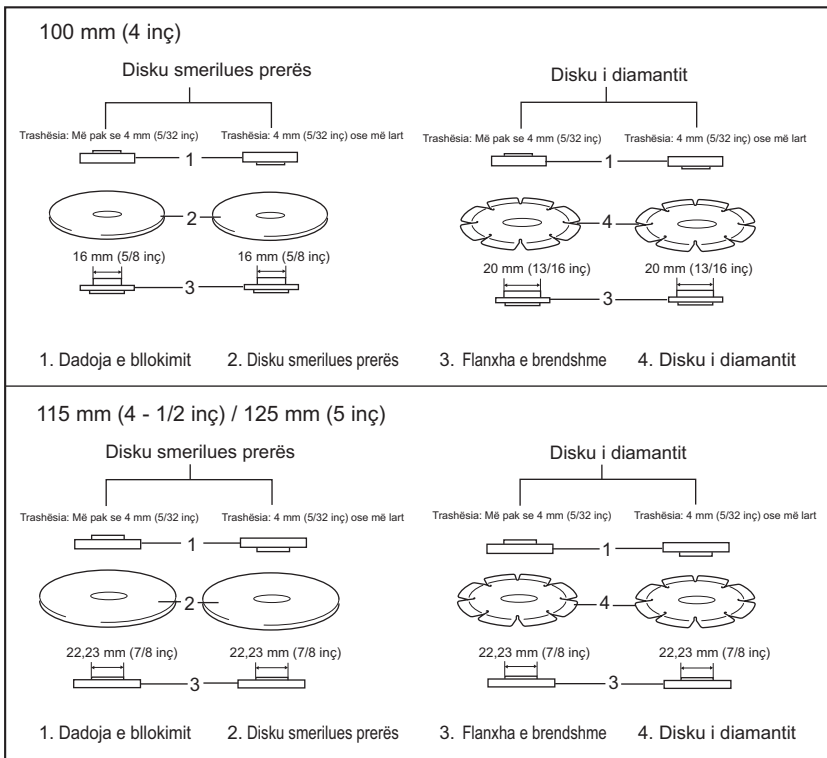 100 mm (4 inç)
Disku smerilues prerës
Disku i diamantit
Trashësia: Më pak se 4 mm (5/32 inç)
Trashësia: 4 mm (5/32 inç) ose më lart
Trashësia: Më pak se 4 mm (5/32 inç)
Trashësia: 4 mm (5/32 inç) ose më lart
1
1
2
4
16 mm (5/8 inç)
16 mm (5/8 inç)
20 mm (13/16 inç)
20 mm (13/16 inç)
3
3
1. Dadoja e bllokimit 2. Disku smerilues prerës 3. Flanxha e brendshme 4. Disku i diamantit
115 mm (4 - 1/2 inç) / 125 mm (5 inç)
Disku smerilues prerës
Disku i diamantit
Trashësia: Më pak se 4 mm (5/32 inç)
Trashësia: 4 mm (5/32 inç) ose më lart
Trashësia: Më pak se 4 mm (5/32 inç)
Trashësia: 4 mm (5/32 inç) ose më lart
1
1
2
4
22,23 mm (7/8 inç)
22,23 mm (7/8 inç)
22,23 mm (7/8 inç)
22,23 mm (7/8 inç)
3
3
1. Dadoja e bllokimit 2. Disku smerilues prerës 3. Flanxha e brendshme 4. Disku i diamantit